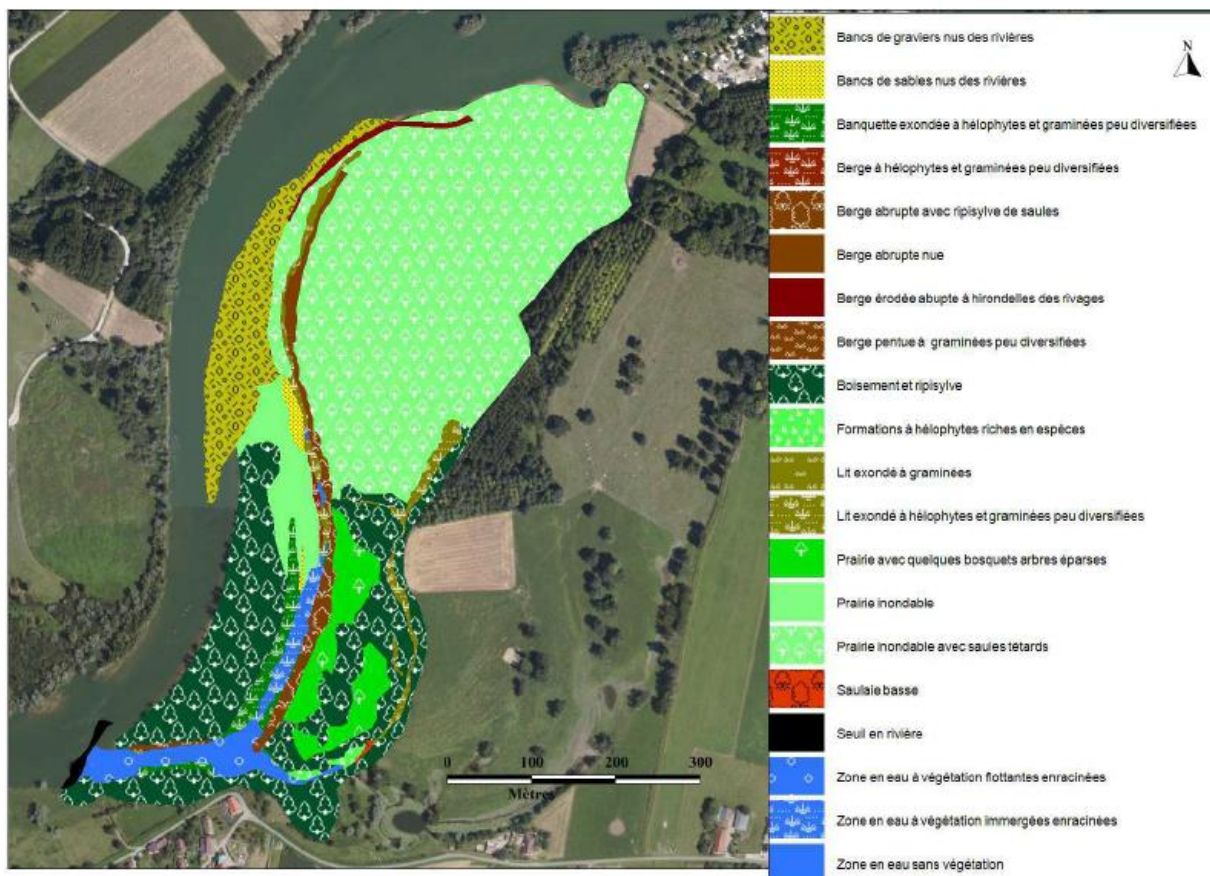 N
Bancs de graviers nus des rivières
Bancs de sables nus des rivières
Banquette exondée à hélophytes et graminées peu diversifiées
Berge à hélophytes et graminées peu diversifiées
Berge abrupte avec ripisylve de saules
Berge abrupte nue
Berge érodée abupte à hirondelles des rivages
Berge pentue à graminées peu diversifiées
Boisement et ripisylve
Formations à hélophytes riches en espèces
Lit exondé à graminées
Lit exondé à hélophytes et graminées peu diversifiées
Prairie avec quelques bosquets arbres éparses
Prairie inondable
Prairie inondable avec saules tétards
Saulaie basse
Seuil en rivière
Zone en eau à végétation flottantes enracinées
Zone en eau à végétation immergées enracinées
Zone en eau sans végétation
0 100 200 300
Mètres